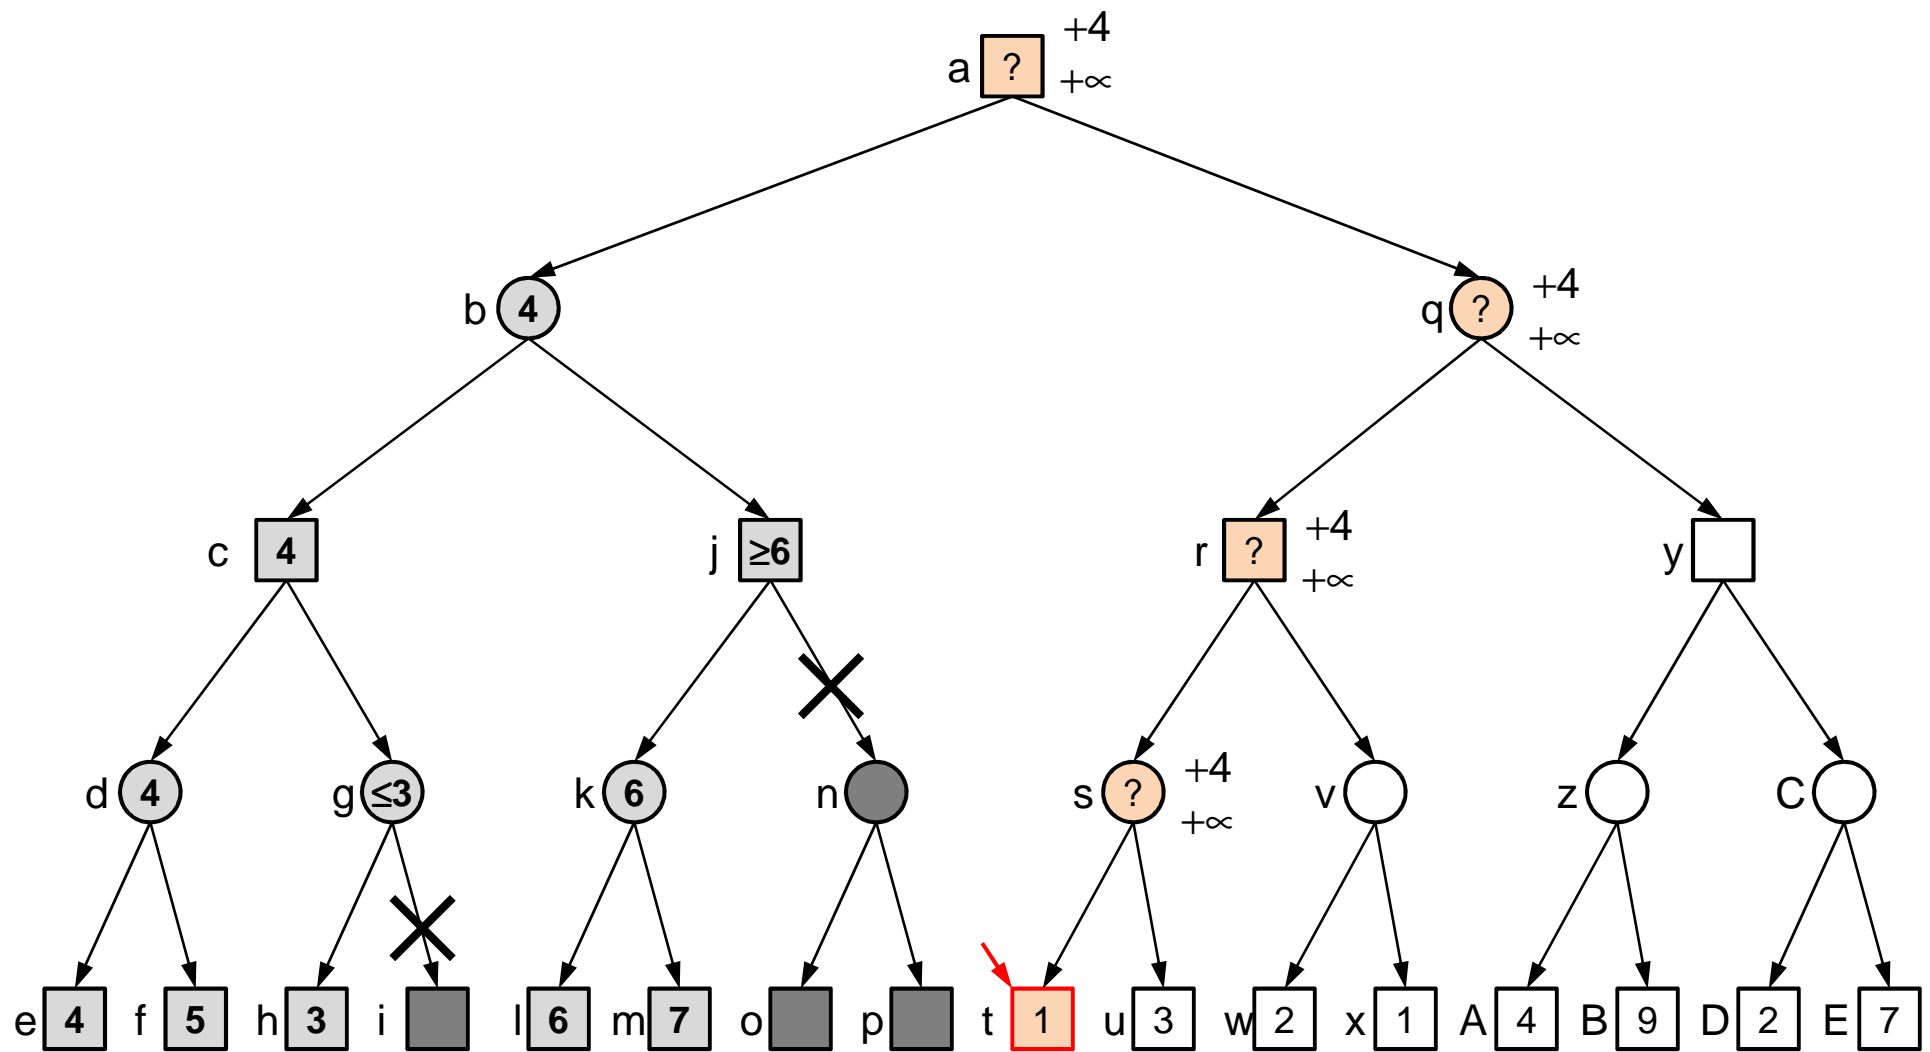 +4
a ? +∞
b 4 q ? +4
+∞
c 4 j ≥6 r ? +4
+∞ y
d 4 g ≤3 k 6 n s ? +4
+∞ v z C
e 4 f 5 h 3 i l 6 m 7 o p t 1 u 3 w 2 x 1 A 4 B 9 D 2 E 7